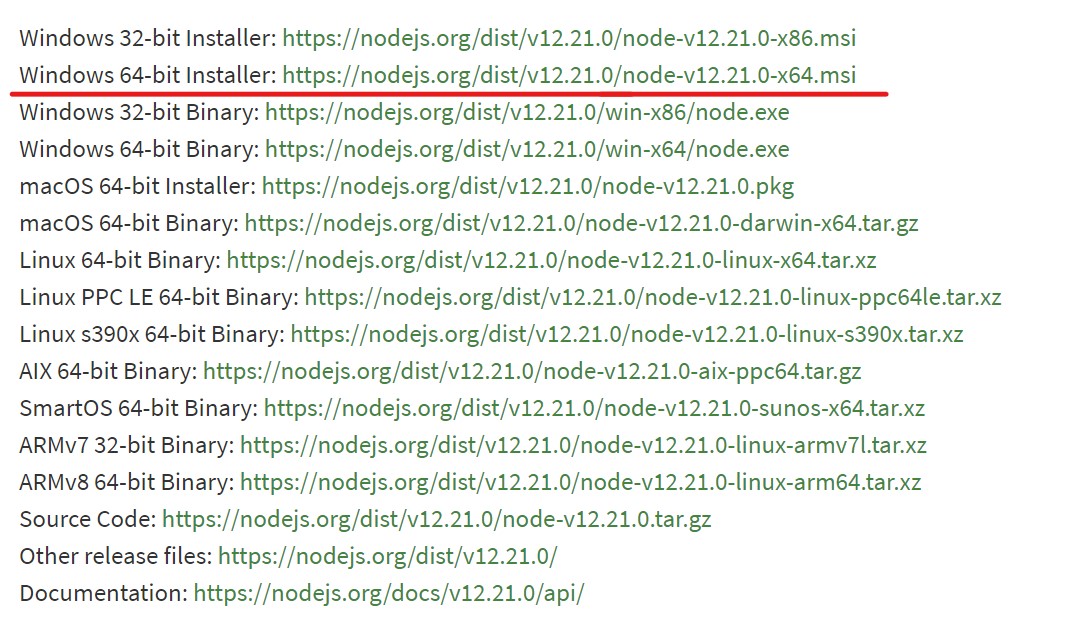 Windows 32-bit Installer: https://nodejs.org/dist/v12.21.0/node-v12.21.0-x86.msi
Windows 64-bit Installer: https://nodejs.org/dist/v12.21.0/node-v12.21.0-x64.msi
Windows 32-bit Binary: https://nodejs.org/dist/v12.21.0/win-x86/node.exe
Windows 64-bit Binary: https://nodejs.org/dist/v12.21.0/win-x64/node.exe
macOS 64-bit Installer: https://nodejs.org/dist/v12.21.0/node-v12.21.0.pkg
macOS 64-bit Binary: https://nodejs.org/dist/v12.21.0/node-v12.21.0-darwin-x64.tar.gz
Linux 64-bit Binary: https://nodejs.org/dist/v12.21.0/node-v12.21.0-linux-x64.tar.xz
Linux PPC LE 64-bit Binary: https://nodejs.org/dist/v12.21.0/node-v12.21.0-linux-ppc64le.tar.xz
Linux s390x 64-bit Binary: https://nodejs.org/dist/v12.21.0/node-v12.21.0-linux-s390x.tar.xz
AIX 64-bit Binary: https://nodejs.org/dist/v12.21.0/node-v12.21.0-aix-ppc64.tar.gz
SmartOS 64-bit Binary: https://nodejs.org/dist/v12.21.0/node-v12.21.0-sunos-x64.tar.xz
ARMv7 32-bit Binary: https://nodejs.org/dist/v12.21.0/node-v12.21.0-linux-armv7l.tar.xz
ARMv8 64-bit Binary: https://nodejs.org/dist/v12.21.0/node-v12.21.0-linux-arm64.tar.xz
Source Code: https://nodejs.org/dist/v12.21.0/node-v12.21.0.tar.gz
Other release files: https://nodejs.org/dist/v12.21.0/
Documentation: https://nodejs.org/docs/v12.21.0/api/